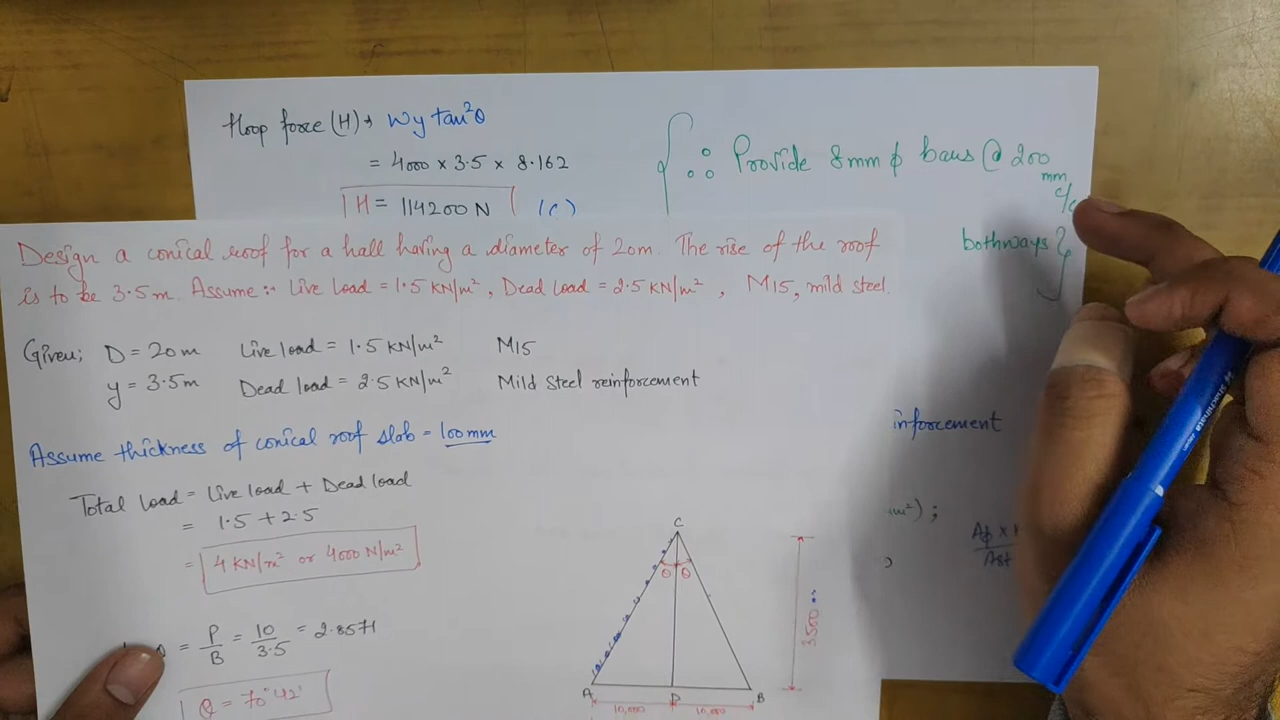 Hoop force (H) → Wy tan²θ
= 4000 × 3.5 × 8.162
H = 114200 N (C)
∴ Provide 8mm ϕ bars @ 200 mm c/c
bothways
Design a conical roof for a hall having a diameter of 20m. The rise of the roof
is to be 3.5m. Assume:- Live load = 1.5 KN/m², Dead load = 2.5 KN/m², M15, mild steel.
Given; D = 20m Live load = 1.5 KN/m² M15
y = 3.5m Dead load = 2.5 KN/m² Mild Steel reinforcement
Assume thickness of conical roof slab = 100mm
inforcement
Total load = Live load + Dead load
= 1.5 + 2.5
= 4 KN/m² or 4000 N/m²
m²) ;
Aϕ ×
Ast
= P/B = 10/3.5 = 2.8571
θ = 70°42'
C
θ θ
3500
A D B
10,000 10,000